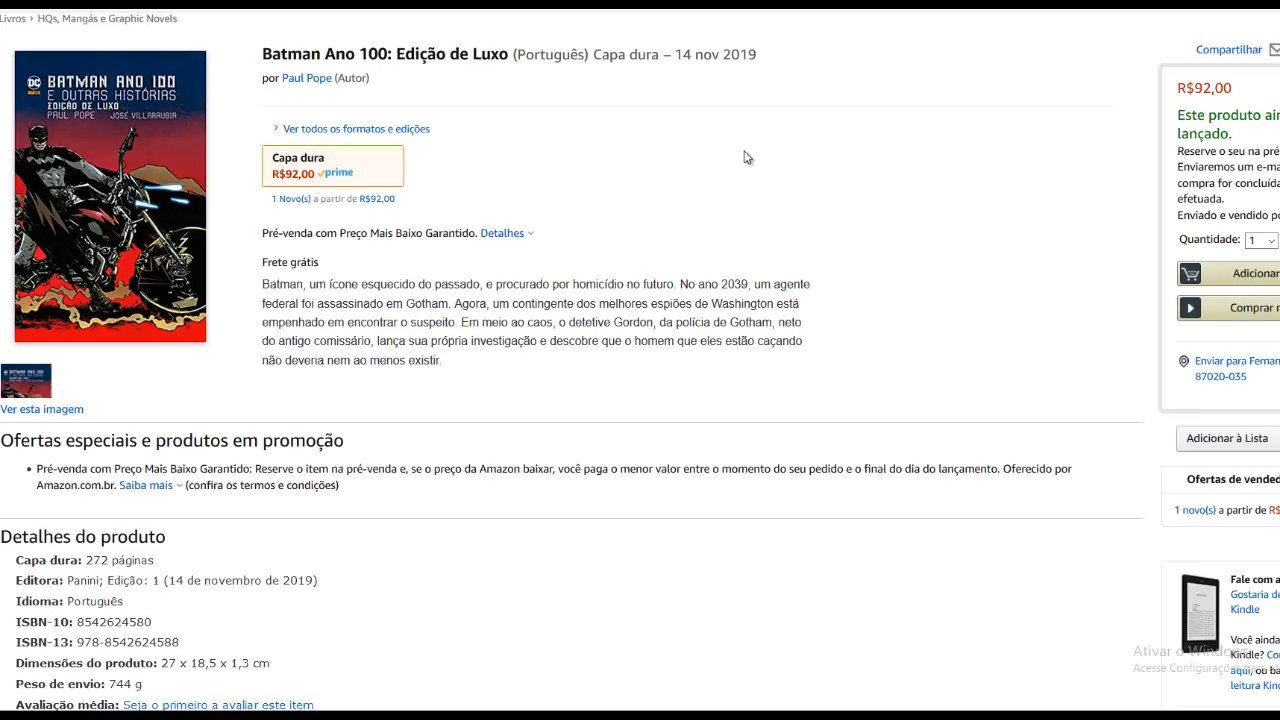 Livros › HQs, Mangás e Graphic Novels
Batman Ano 100: Edição de Luxo (Português) Capa dura – 14 nov 2019
Compartilhar
por Paul Pope (Autor)
BATMAN ANO 100
E OUTRAS HISTÓRIAS
EDIÇÃO DE LUXO
PAUL POPE JOSÉ VILLARRUBIA
Ver todos os formatos e edições
Capa dura
R$92,00 prime
1 Novo(s) a partir de R$92,00
Pré-venda com Preço Mais Baixo Garantido. Detalhes
Frete grátis
Batman, um ícone esquecido do passado, é procurado por homicídio no futuro. No ano 2039, um agente
federal foi assassinado em Gotham. Agora, um contingente dos melhores espiões de Washington está
empenhado em encontrar o suspeito. Em meio ao caos, o detetive Gordon, da polícia de Gotham, neto
do antigo comissário, lança sua própria investigação e descobre que o homem que eles estão caçando
não deveria nem ao menos existir.
Ver esta imagem
R$92,00
Este produto ain
lançado.
Reserve o seu na pré
Enviaremos um e-ma
compra for concluída
efetuada.
Enviado e vendido po
Quantidade: 1
Adicionar
Comprar
Enviar para Fernan
87020-035
Adicionar à Lista
Ofertas de vended
1 novo(s) a partir de R$
Ofertas especiais e produtos em promoção
Pré-venda com Preço Mais Baixo Garantido: Reserve o item na pré-venda e, se o preço da Amazon baixar, você paga o menor valor entre o momento do seu pedido e o final do dia do lançamento. Oferecido por
Amazon.com.br. Saiba mais (confira os termos e condições)
Detalhes do produto
Capa dura: 272 páginas
Editora: Panini; Edição: 1 (14 de novembro de 2019)
Idioma: Português
ISBN-10: 8542624580
ISBN-13: 978-8542624588
Dimensões do produto: 27 x 18,5 x 1,3 cm
Peso de envio: 744 g
Avaliação média: Seja o primeiro a avaliar este item
Fale com a
Gostaria de
Kindle
Você ainda
Kindle? Co
aqui, ou ba
leitura Kin
Ativar o Windows
Acesse Configurações